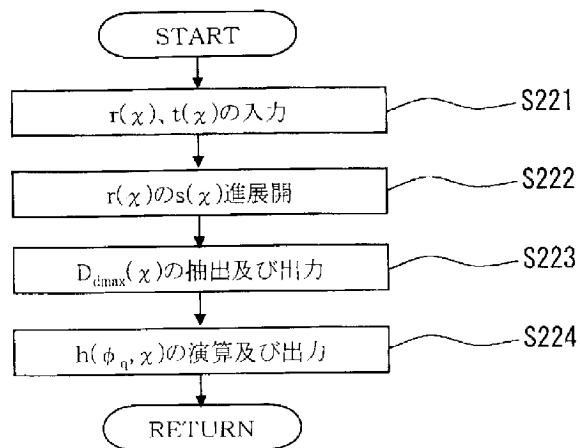 START
r(χ)、t(χ)の入力
S221
r(χ)のs(χ)進展開
S222
D_dmax(χ)の抽出及び出力
S223
h(φ_q,χ)の演算及び出力
S224
RETURN